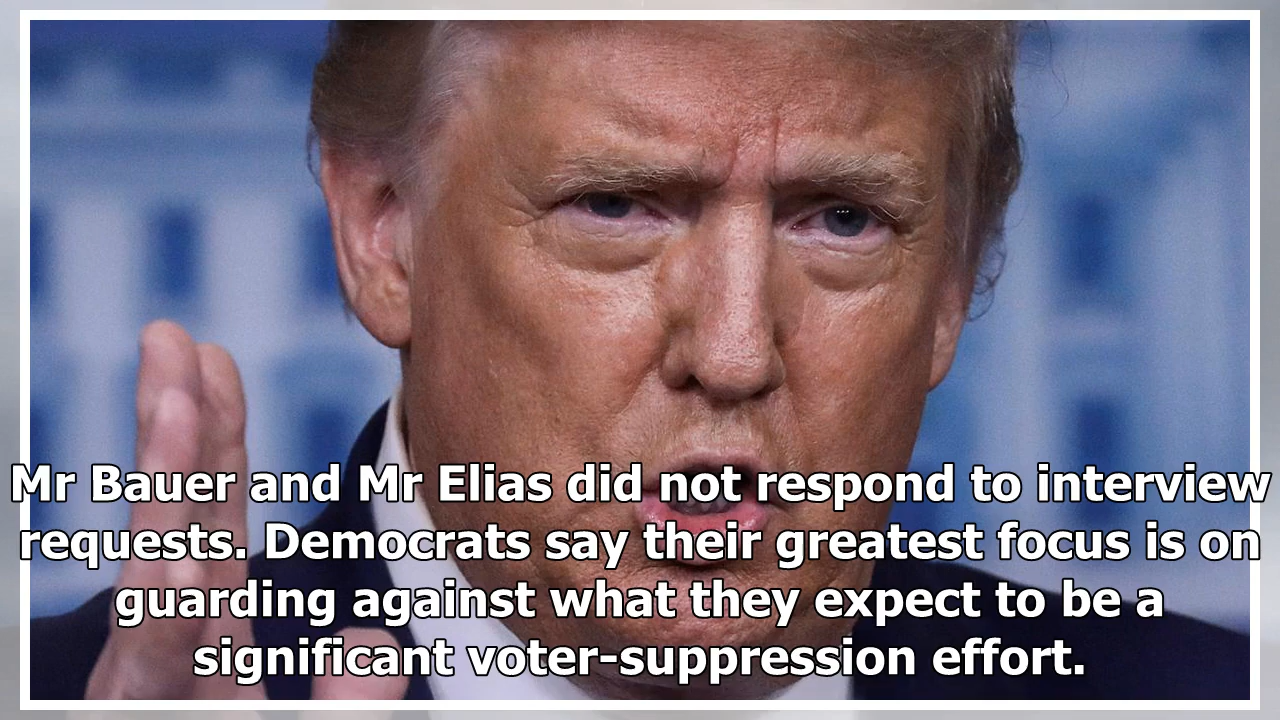 Mr Bauer and Mr Elias did not respond to interview
requests. Democrats say their greatest focus is on
guarding against what they expect to be a
significant voter-suppression effort.